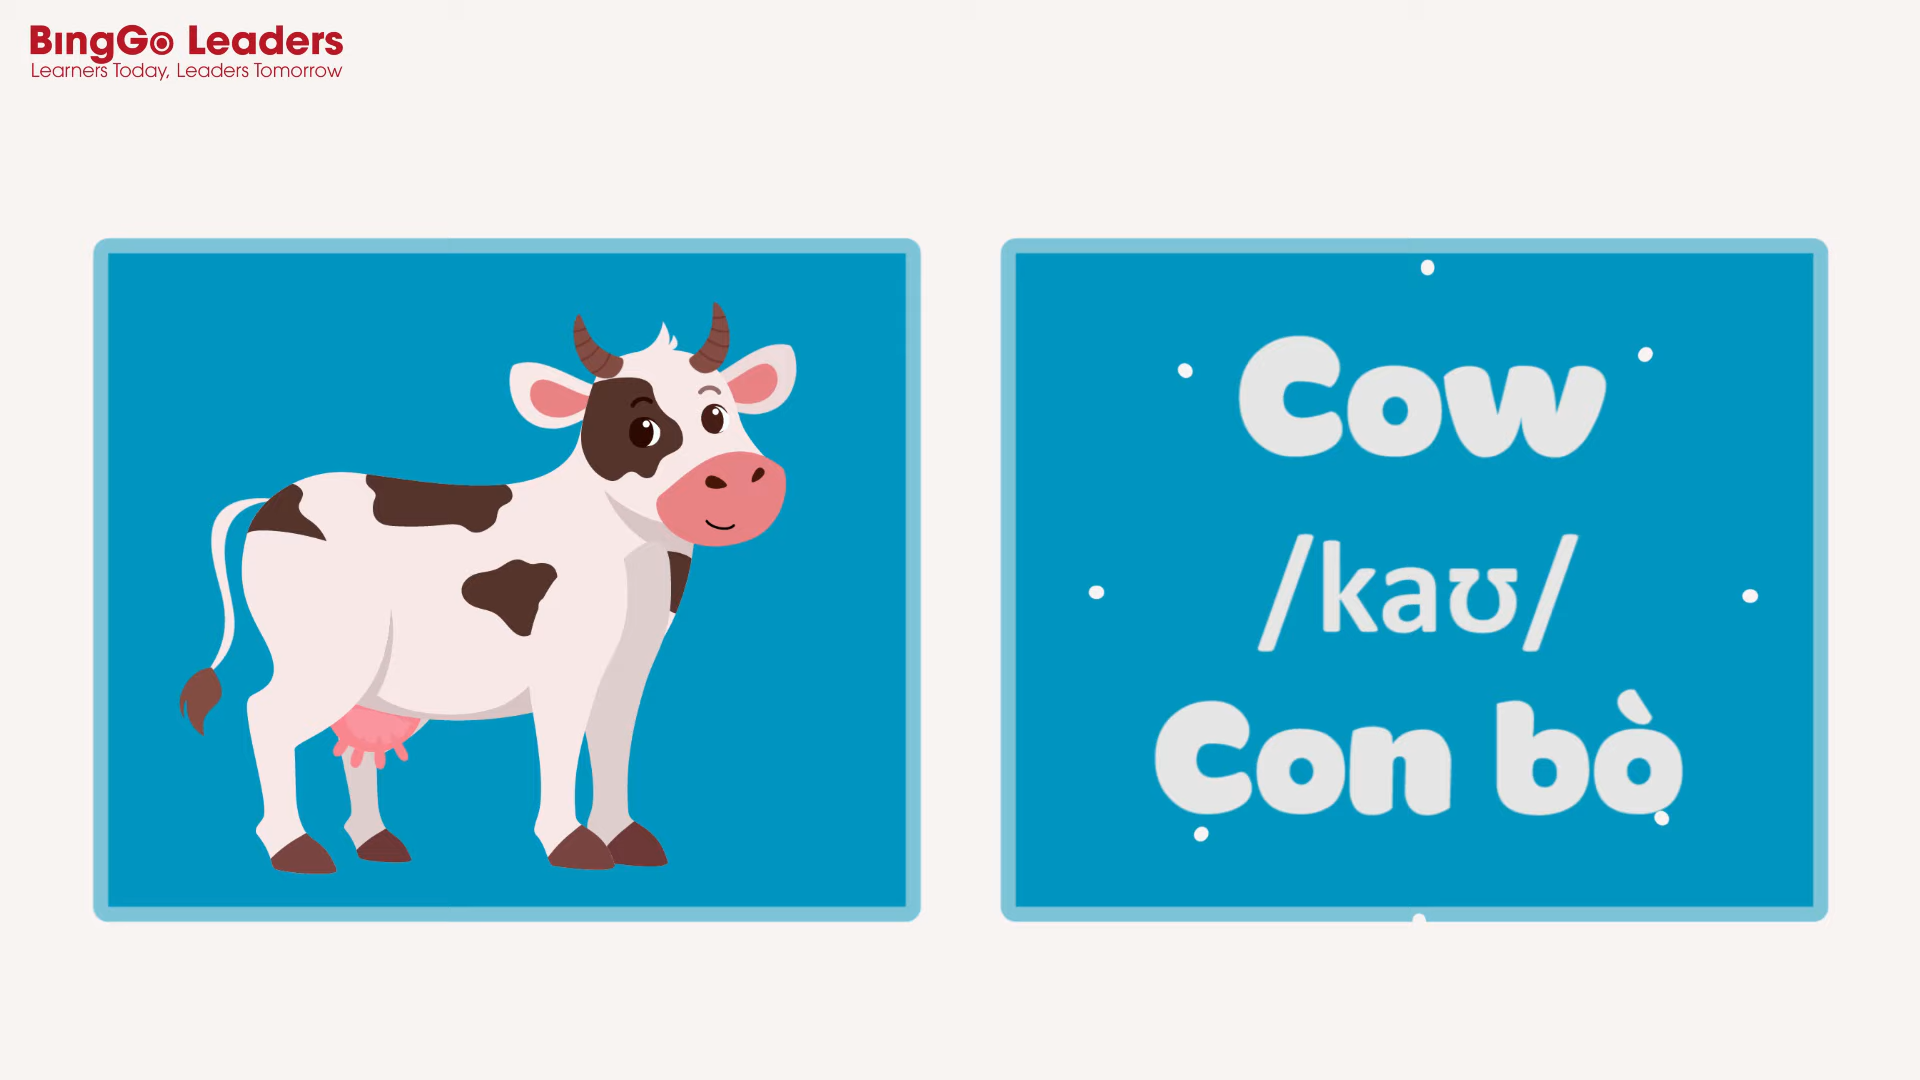 BingGo Leaders
Learners Today, Leaders Tomorrow
Cow
/kaʊ/
Con bò